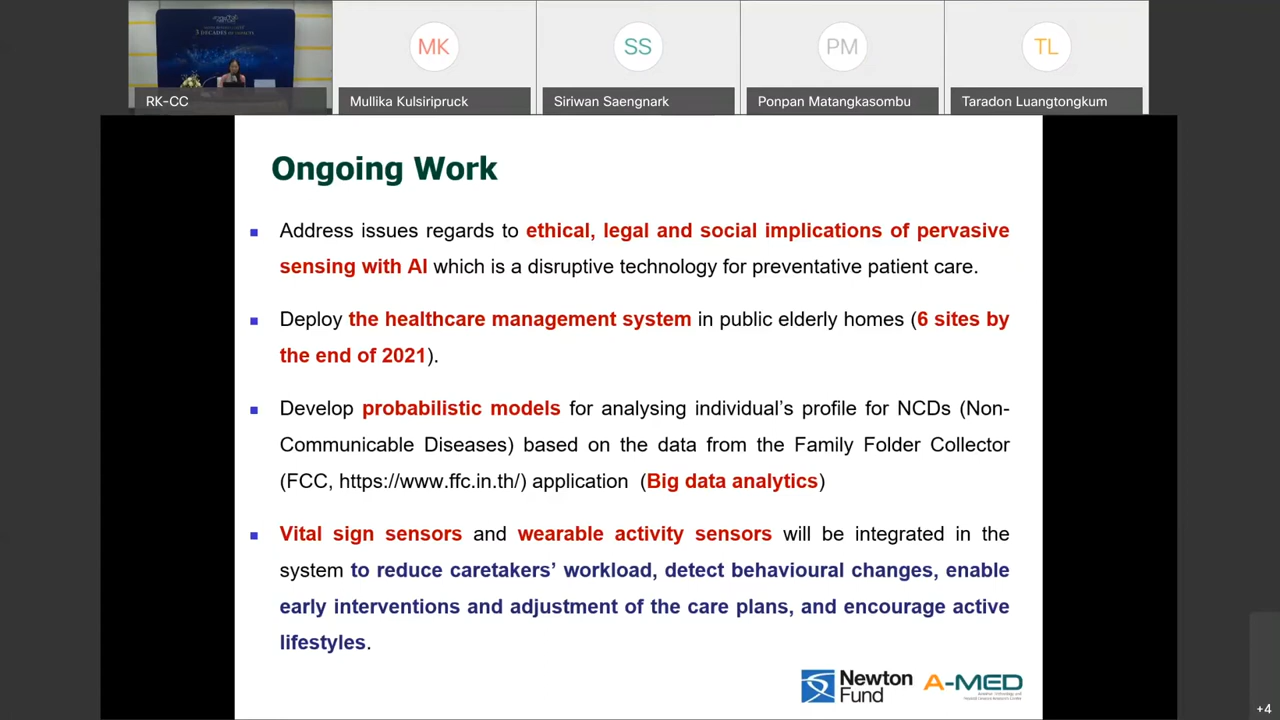 3 DECADES
RK-CC
MK
Mullika Kulsiripruck
SS
Siriwan Saengnark
PM
Ponpan Matangkasombu
TL
Taradon Luangtongkum
Ongoing Work
Address issues regards to ethical, legal and social implications of pervasive
sensing with AI which is a disruptive technology for preventative patient care.
Deploy the healthcare management system in public elderly homes (6 sites by
the end of 2021).
Develop probabilistic models for analysing individual’s profile for NCDs (Non-
Communicable Diseases) based on the data from the Family Folder Collector
(FCC, https://www.ffc.in.th/) application (Big data analytics)
Vital sign sensors and wearable activity sensors will be integrated in the
system to reduce caretakers’ workload, detect behavioural changes, enable
early interventions and adjustment of the care plans, and encourage active
lifestyles.
Newton
Fund
A-MED
+4